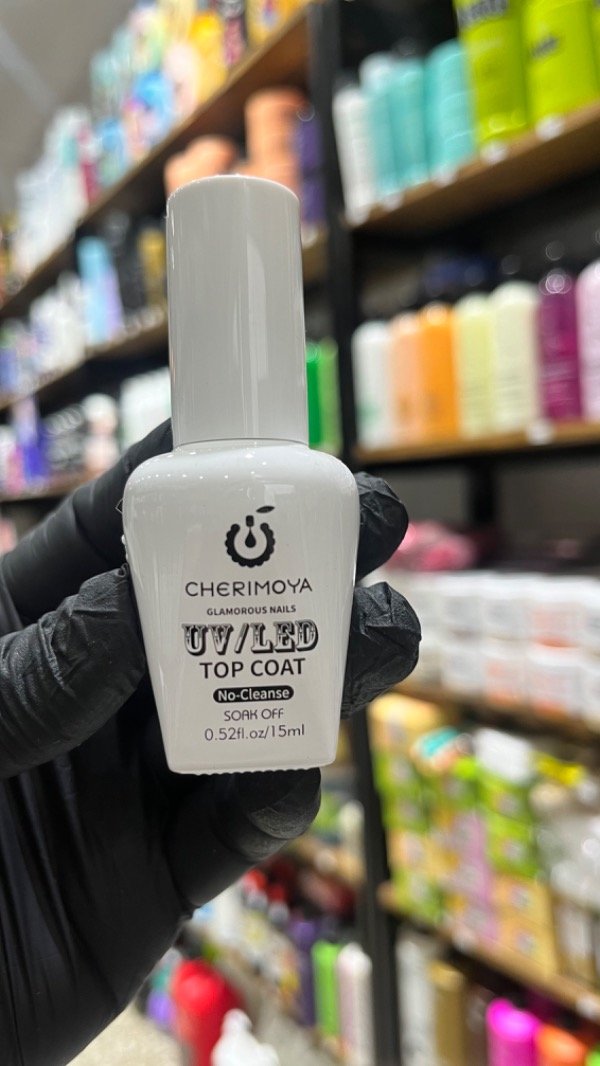 CHERIMOYA
GLAMOROUS NAILS
UV/LED
TOP COAT
No-Cleanse
SOAK OFF
0.52fl.oz/15ml